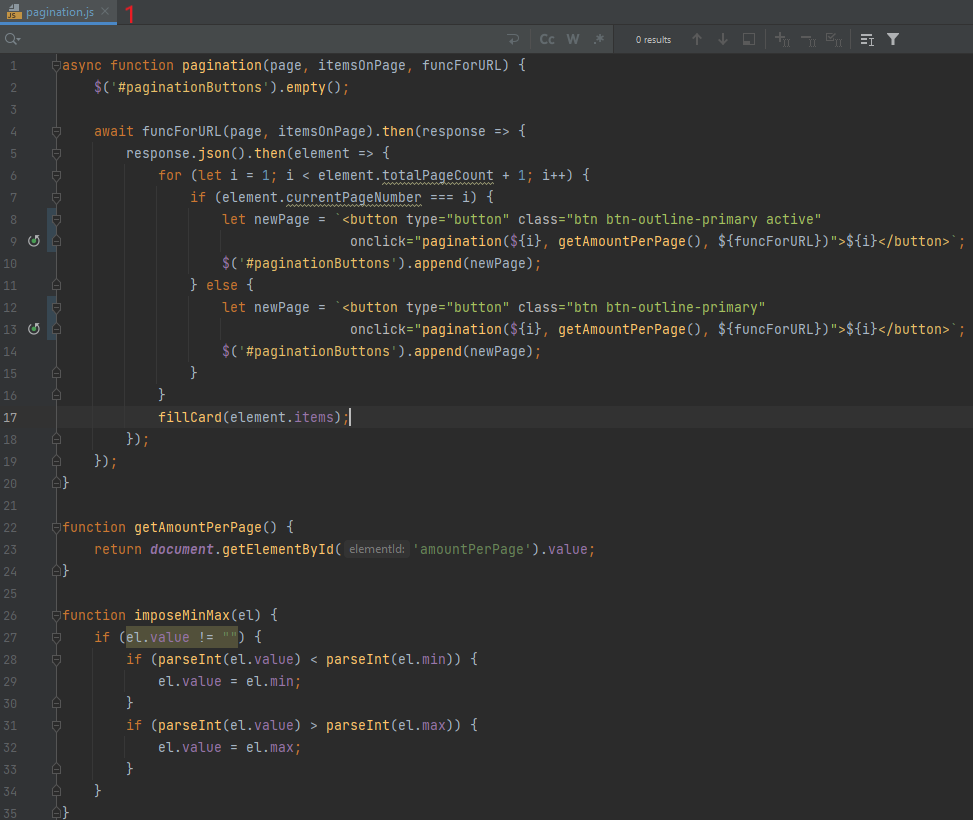 pagination.js 1
Cc W .* 0 results
1 async function pagination(page, itemsOnPage, funcForURL) {
2 $('#paginationButtons').empty();
3
4 await funcForURL(page, itemsOnPage).then(response => {
5 response.json().then(element => {
6 for (let i = 1; i < element.totalPageCount + 1; i++) {
7 if (element.currentPageNumber === i) {
8 let newPage = `<button type="button" class="btn btn-outline-primary active"
9 onclick="pagination(${i}, getAmountPerPage(), ${funcForURL})">${i}</button>`;
10 $('#paginationButtons').append(newPage);
11 } else {
12 let newPage = `<button type="button" class="btn btn-outline-primary"
13 onclick="pagination(${i}, getAmountPerPage(), ${funcForURL})">${i}</button>`;
14 $('#paginationButtons').append(newPage);
15 }
16 }
17 fillCard(element.items);
18 });
19 });
20 }
21
22 function getAmountPerPage() {
23 return document.getElementById( elementId: 'amountPerPage').value;
24 }
25
26 function imposeMinMax(el) {
27 if (el.value != "") {
28 if (parseInt(el.value) < parseInt(el.min)) {
29 el.value = el.min;
30 }
31 if (parseInt(el.value) > parseInt(el.max)) {
32 el.value = el.max;
33 }
34 }
35 }